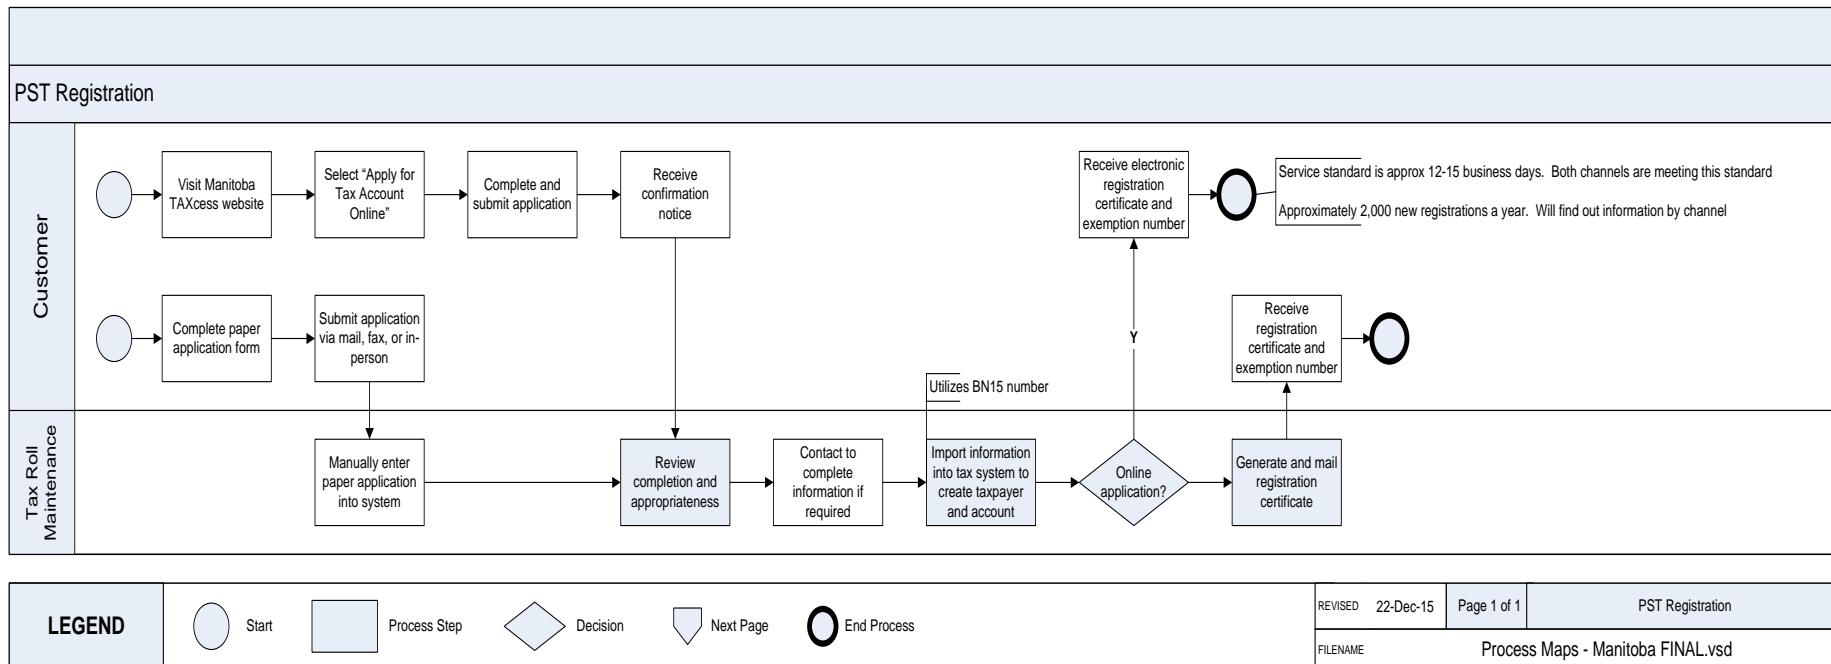 PST Registration
Customer
Visit Manitoba
TAXcess website
Select “Apply for
Tax Account
Online”
Complete and
submit application
Receive
confirmation
notice
Receive electronic
registration
certificate and
exemption number
Service standard is approx 12-15 business days.  Both channels are meeting this standard
Approximately 2,000 new registrations a year.  Will find out information by channel
Complete paper
application form
Submit application
via mail, fax, or in-
person
Y
Receive
registration
certificate and
exemption number
Utilizes BN15 number
Tax Roll
Maintenance
Manually enter
paper application
into system
Review
completion and
appropriateness
Contact to
complete
information if
required
Import information
into tax system to
create taxpayer
and account
Online
application?
Generate and mail
registration
certificate
LEGEND
Start
Process Step
Decision
Next Page
End Process
REVISED 22-Dec-15
Page 1 of 1
PST Registration
FILENAME
Process Maps - Manitoba FINAL.vsd